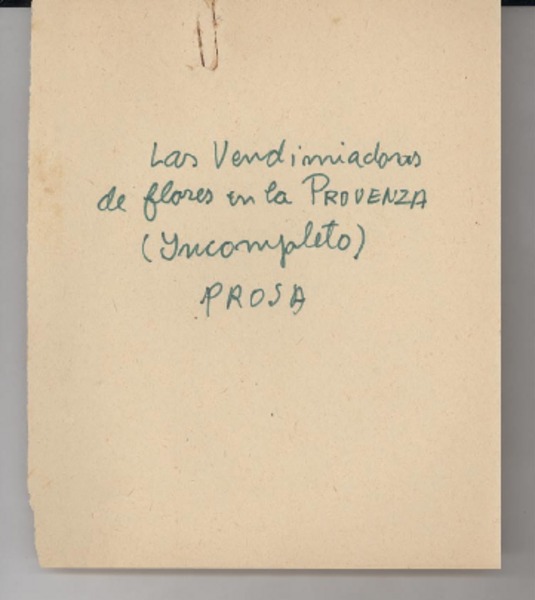 Las Vendimiadoras
de flores en la PROVENZA
(Incompleto)
PROSA